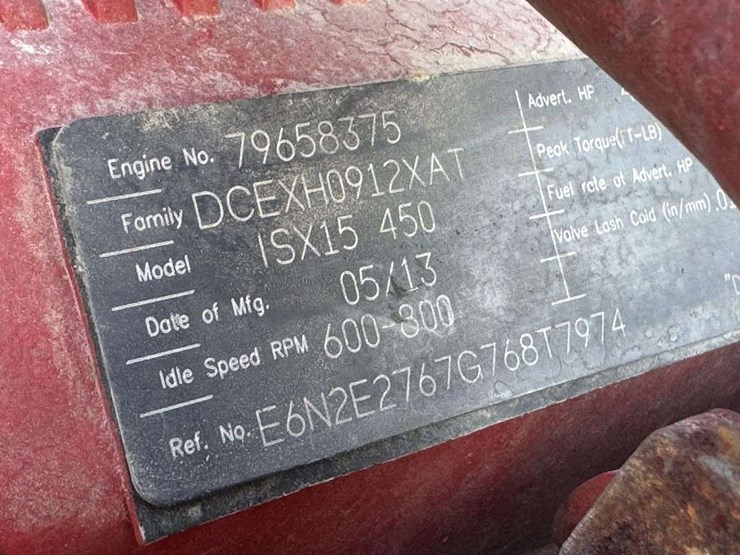 Engine No. 79658375
Family DCEXH0912XAT
Model ISX15 450
Date of Mfg. 05/13
Idle Speed RPM 600-800
Ref. No. E6N2E2767G768T7974
Advert. HP
Peak Torque(FT-LB)
Fuel rate at Advert. HP
Valve Lash Cold (in/mm)
"D